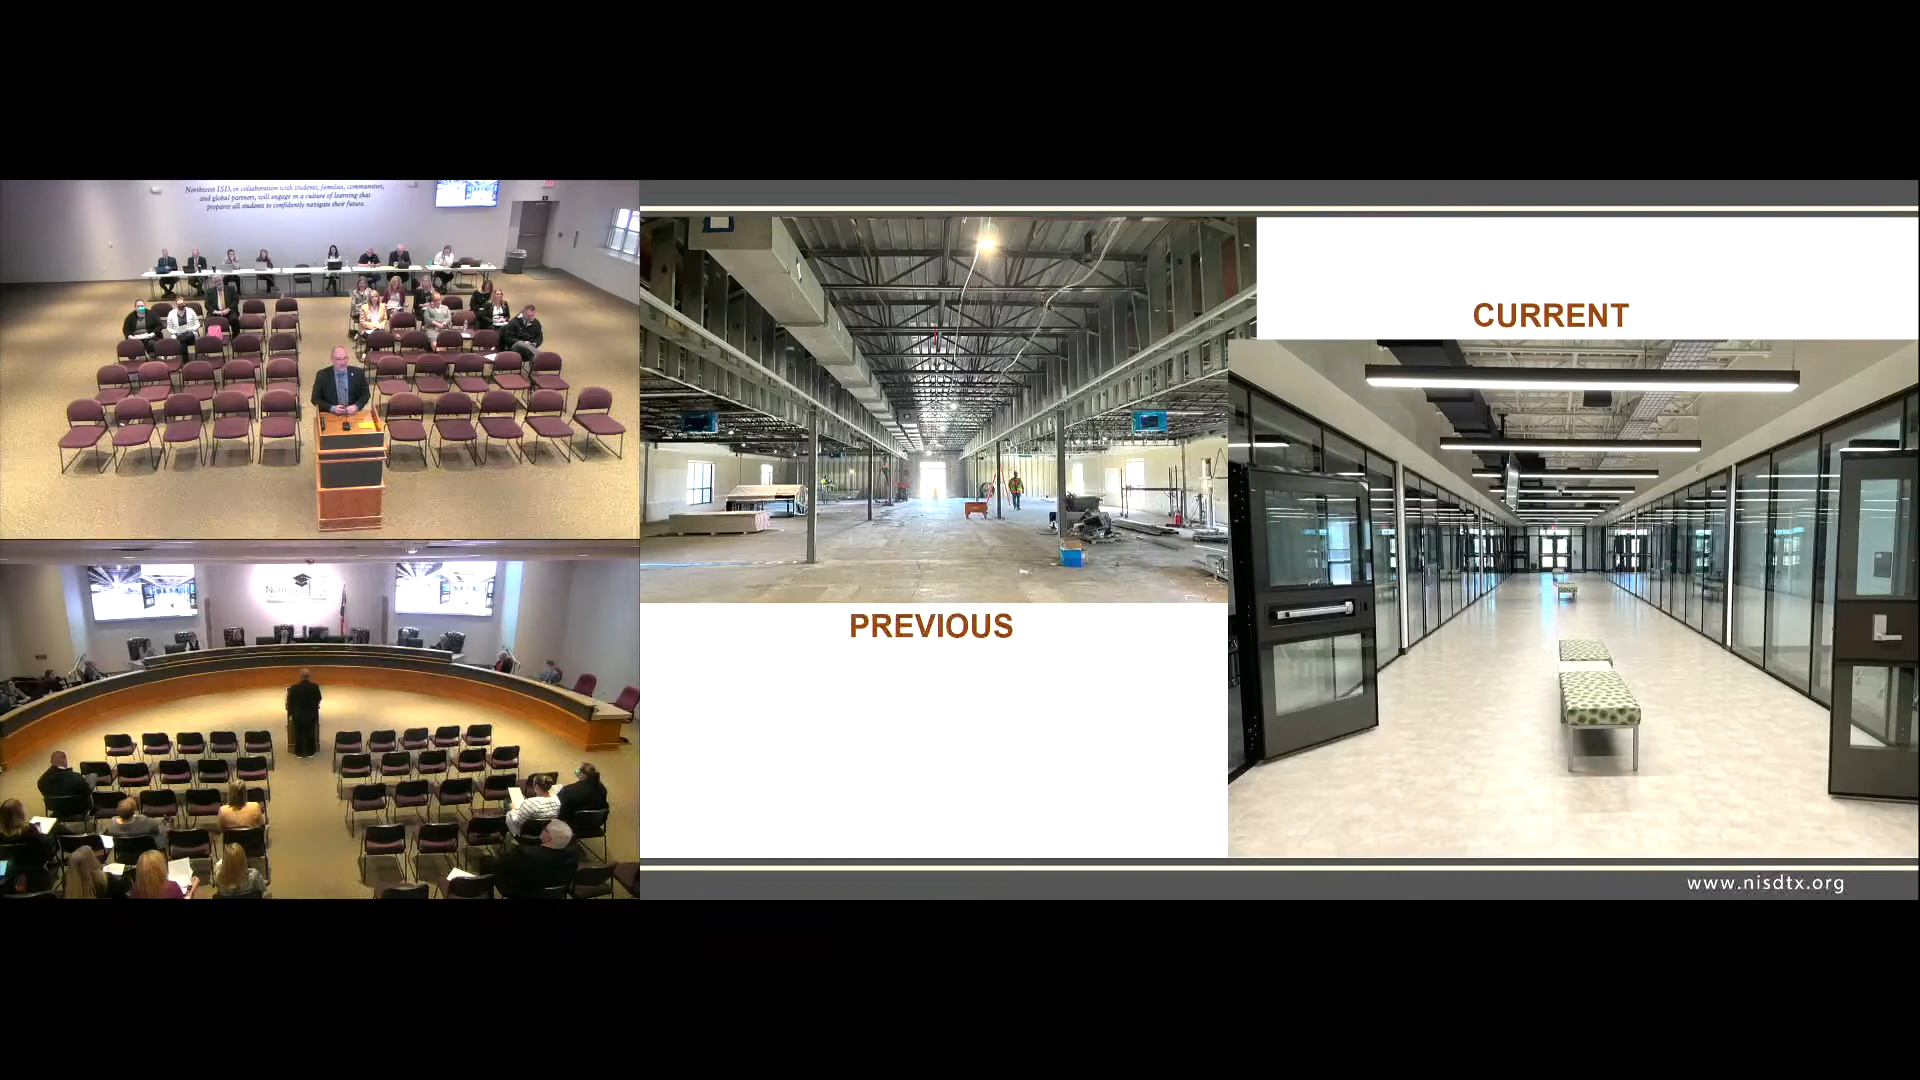 Northwest ISD, in collaboration with students, families, communities,
and global partners, will engage in a culture of learning that
prepares all students to confidently navigate their future.
CURRENT
PREVIOUS
www.nisdtx.org